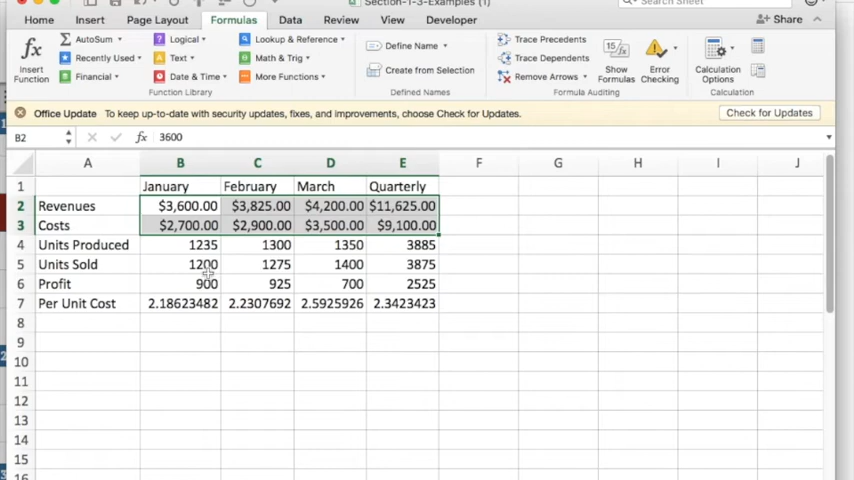 Section-1-3-Examples (1)
Search Sheet
Home Insert Page Layout Formulas Data Review View Developer
Share
fx Insert Function
AutoSum
Recently Used
Financial
Logical
Text
Date & Time
Lookup & Reference
Math & Trig
More Functions
Function Library
Define Name
Create from Selection
Defined Names
Trace Precedents
Trace Dependents
Remove Arrows
15
Show Formulas
Error Checking
Formula Auditing
Calculation Options
Calculation
Office Update To keep up-to-date with security updates, fixes, and improvements, choose Check for Updates.
Check for Updates
B2 fx 3600
A B C D E F G H I J
1 January February March Quarterly
2 Revenues $3,600.00 $3,825.00 $4,200.00 $11,625.00
3 Costs $2,700.00 $2,900.00 $3,500.00 $9,100.00
4 Units Produced 1235 1300 1350 3885
5 Units Sold 1200 1275 1400 3875
6 Profit 900 925 700 2525
7 Per Unit Cost 2.18623482 2.2307692 2.5925926 2.3423423
8
9
10
11
12
13
14
15
16